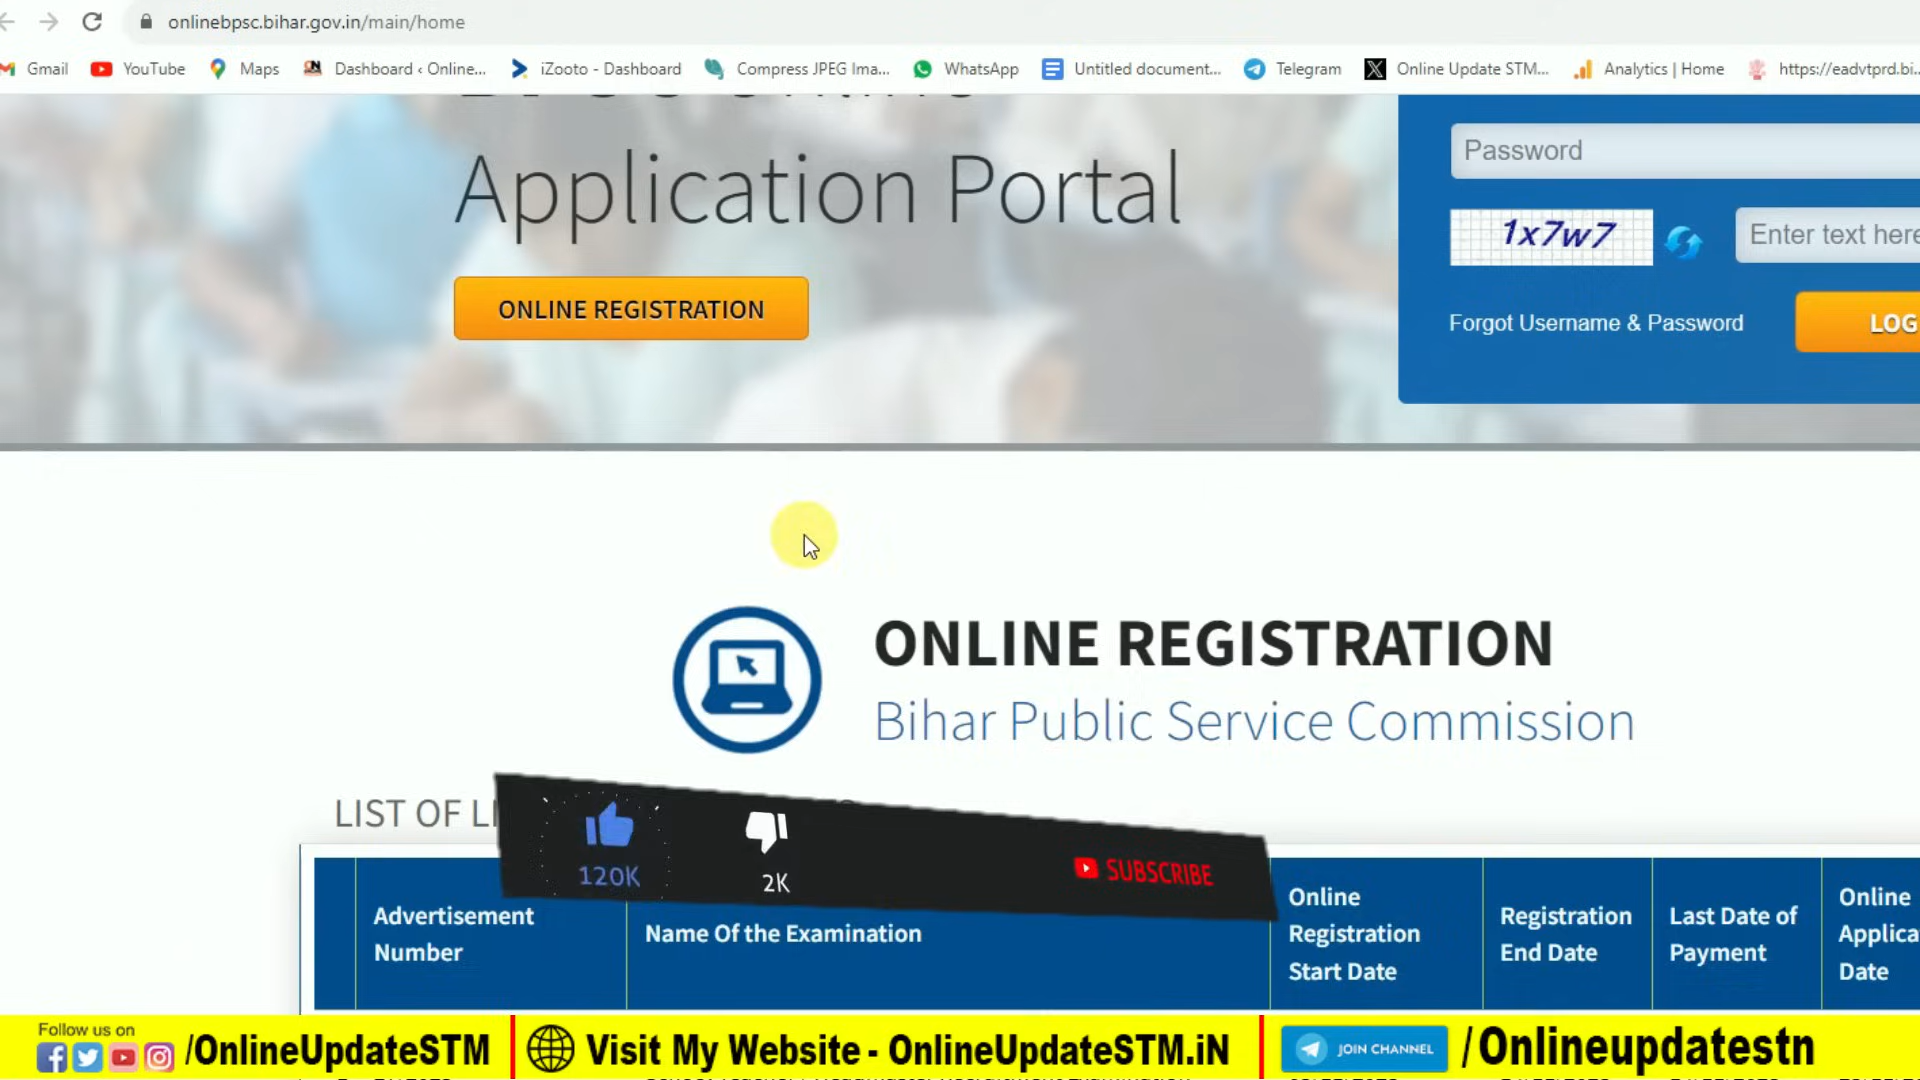 onlinebpsc.bihar.gov.in/main/home
Gmail YouTube Maps Dashboard ‹ Online... iZooto - Dashboard Compress JPEG Ima... WhatsApp Untitled document... Telegram Online Update STM... Analytics | Home https://eadvtprd.bi...
Application Portal
ONLINE REGISTRATION
Password
1x7w7
Enter text here
Forgot Username & Password
LOG
ONLINE REGISTRATION
Bihar Public Service Commission
LIST OF
120K
2K
SUBSCRIBE
Advertisement
Number
Name Of the Examination
Online
Registration
Start Date
Registration
End Date
Last Date of
Payment
Online
Applica
Date
Follow us on
/OnlineUpdateSTM
Visit My Website - OnlineUpdateSTM.iN
JOIN CHANNEL
/Onlineupdatestn